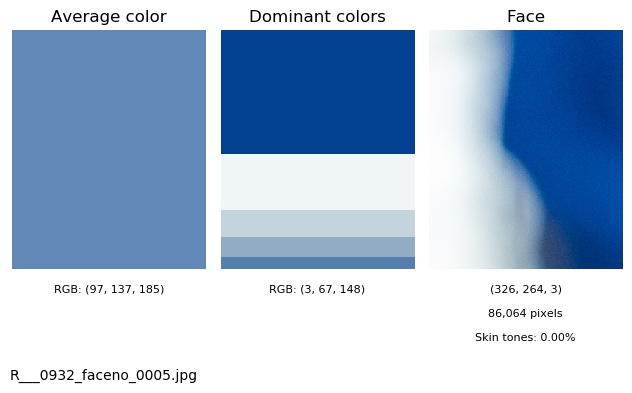 Average color
Dominant colors
Face
RGB: (97, 137, 185)
RGB: (3, 67, 148)
(326, 264, 3)
86,064 pixels
Skin tones: 0.00%
R___0932_faceno_0005.jpg